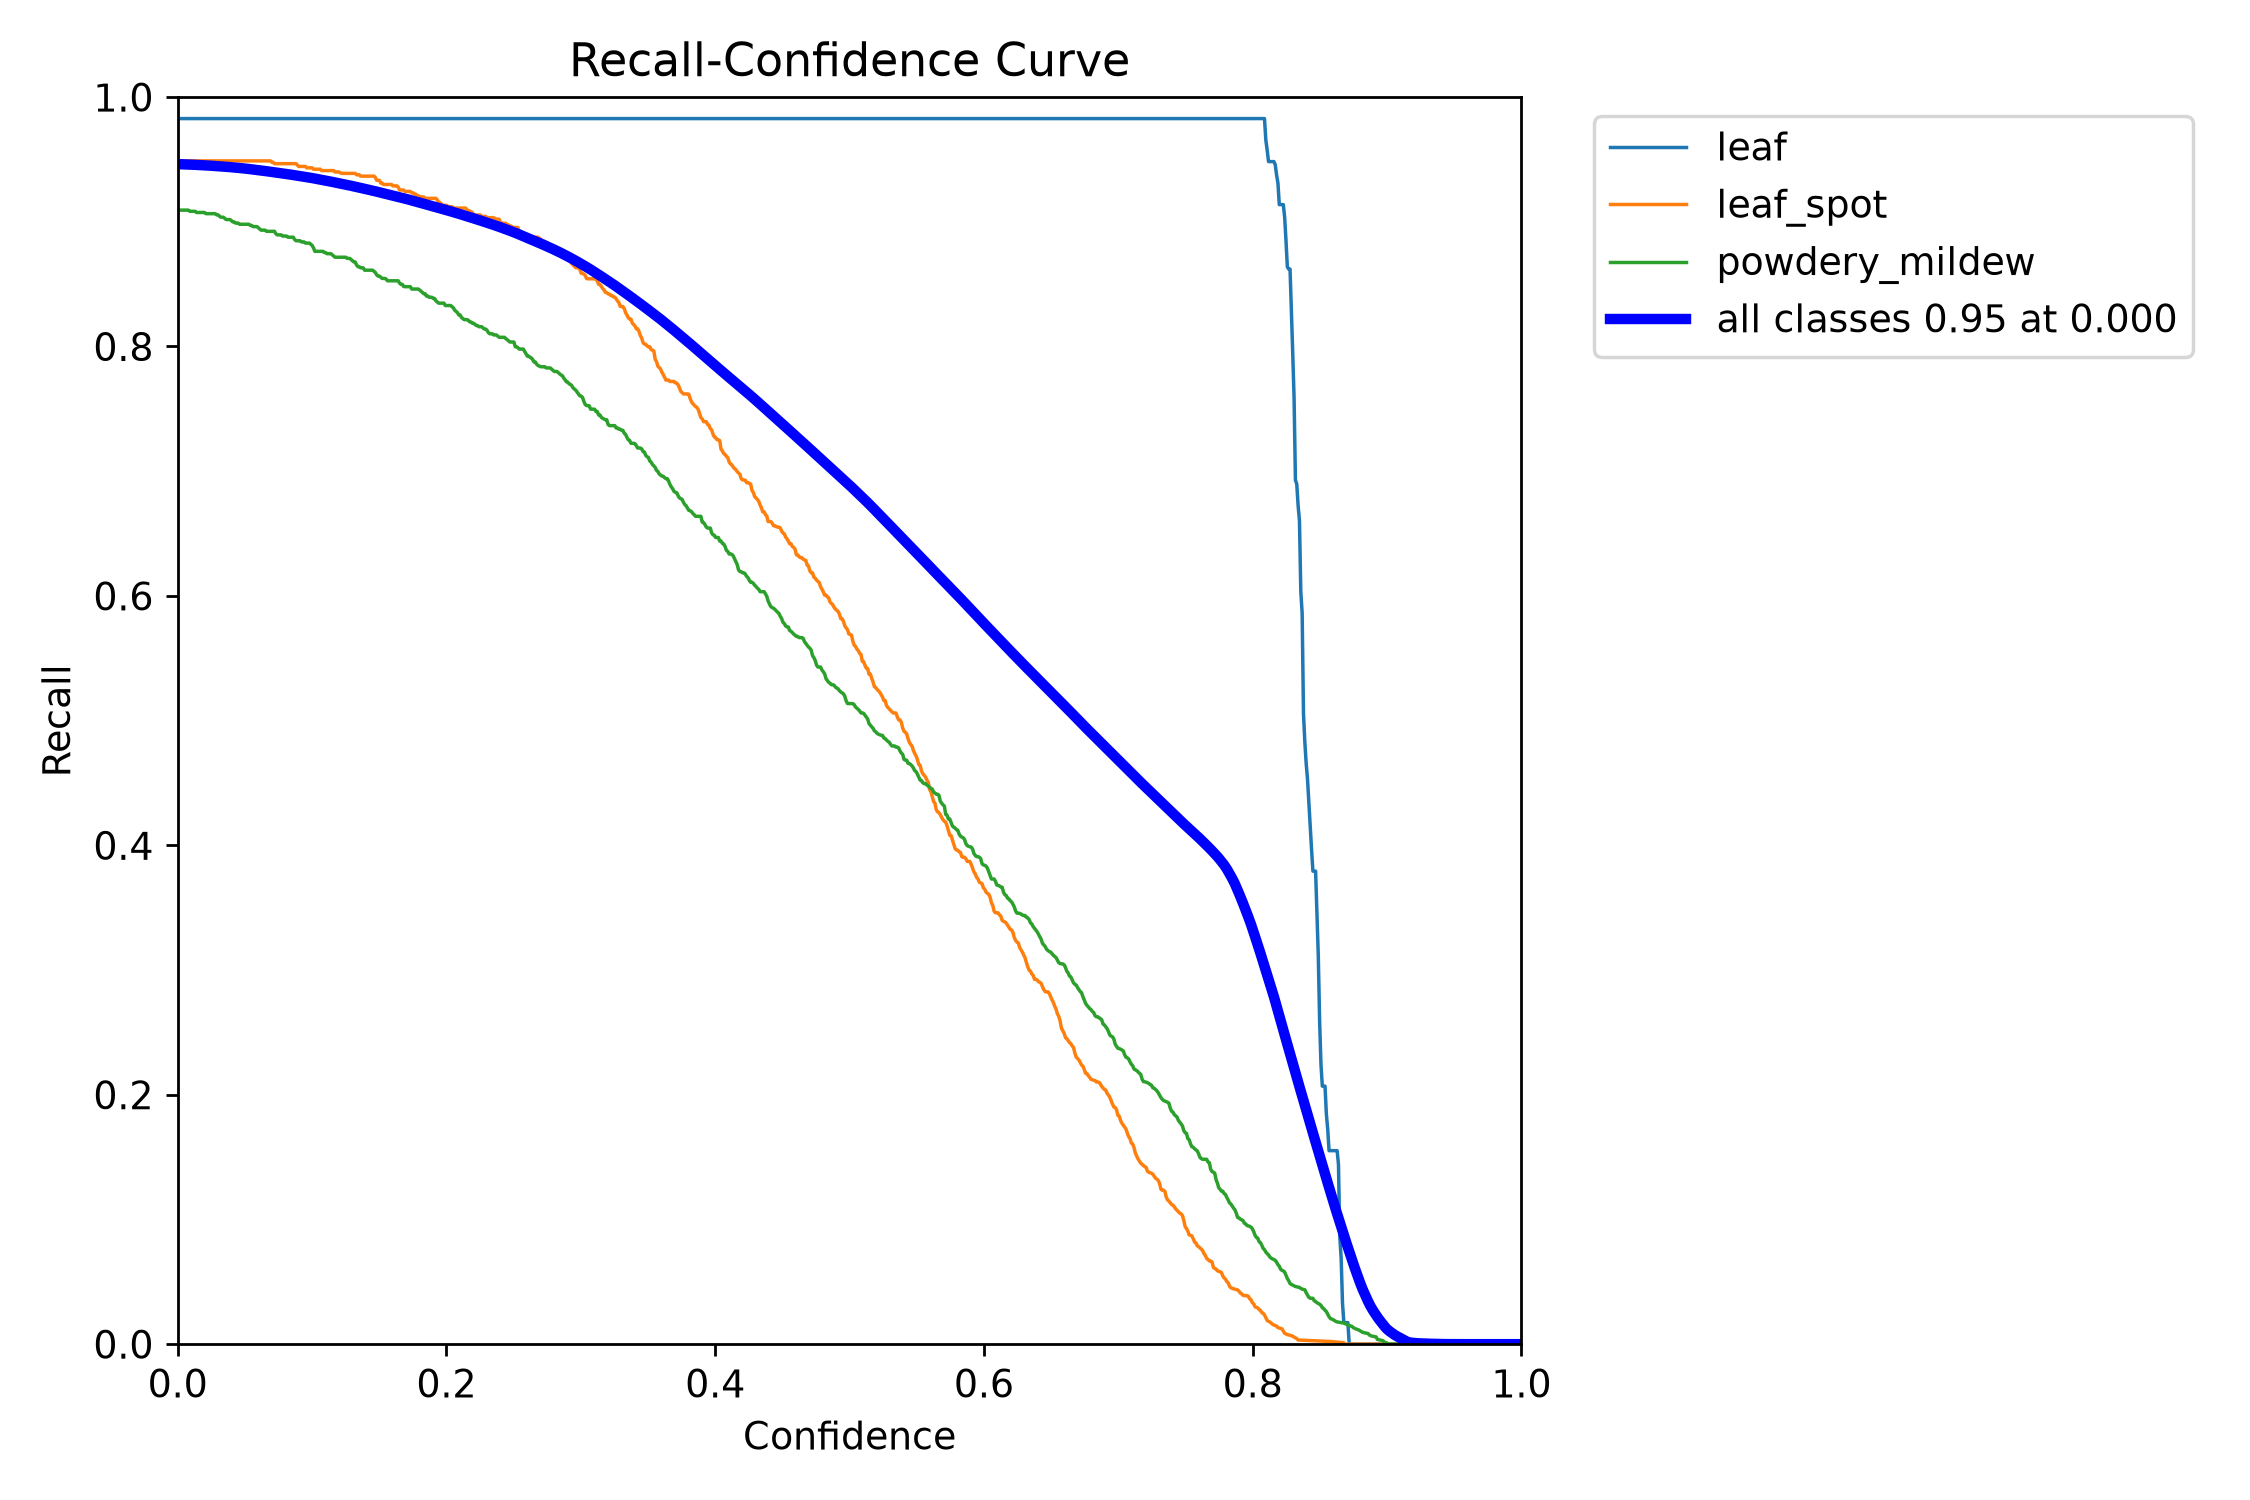 Recall-Confidence Curve
1.0
0.8
0.6
0.4
0.2
0.0
Recall
0.0 0.2 0.4 0.6 0.8 1.0
Confidence
leaf
leaf_spot
powdery_mildew
all classes 0.95 at 0.000